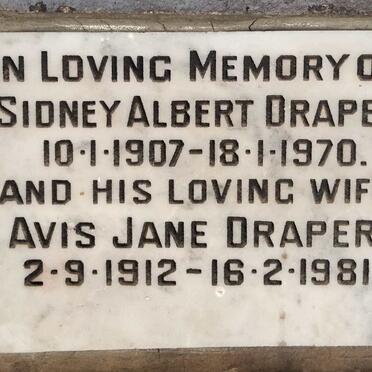 N LOVING MEMORY O
SIDNEY ALBERT DRAPE
10·1·1907-18·1·1970.
AND HIS LOVING WIF
AVIS JANE DRAPER
2·9·1912-16·2·1981